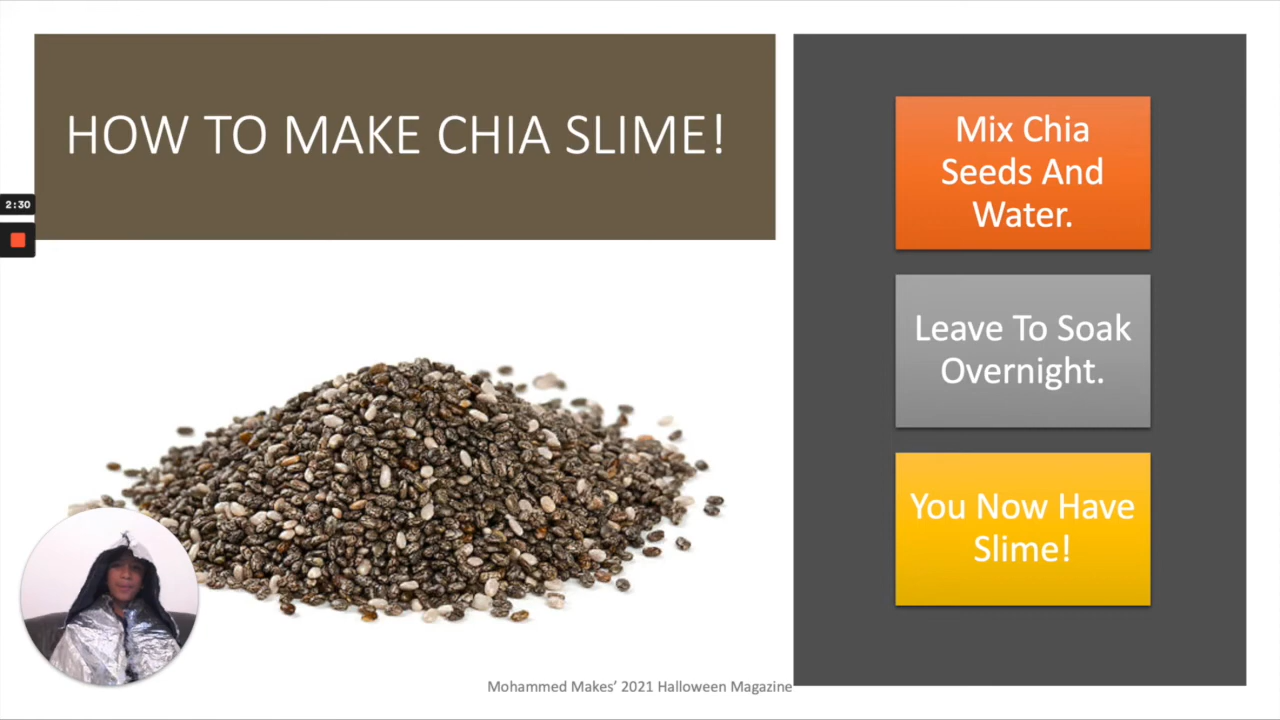 HOW TO MAKE CHIA SLIME!
2:30
Mix Chia
Seeds And
Water.
Leave To Soak
Overnight.
You Now Have
Slime!
Mohammed Makes’ 2021 Halloween Magazine